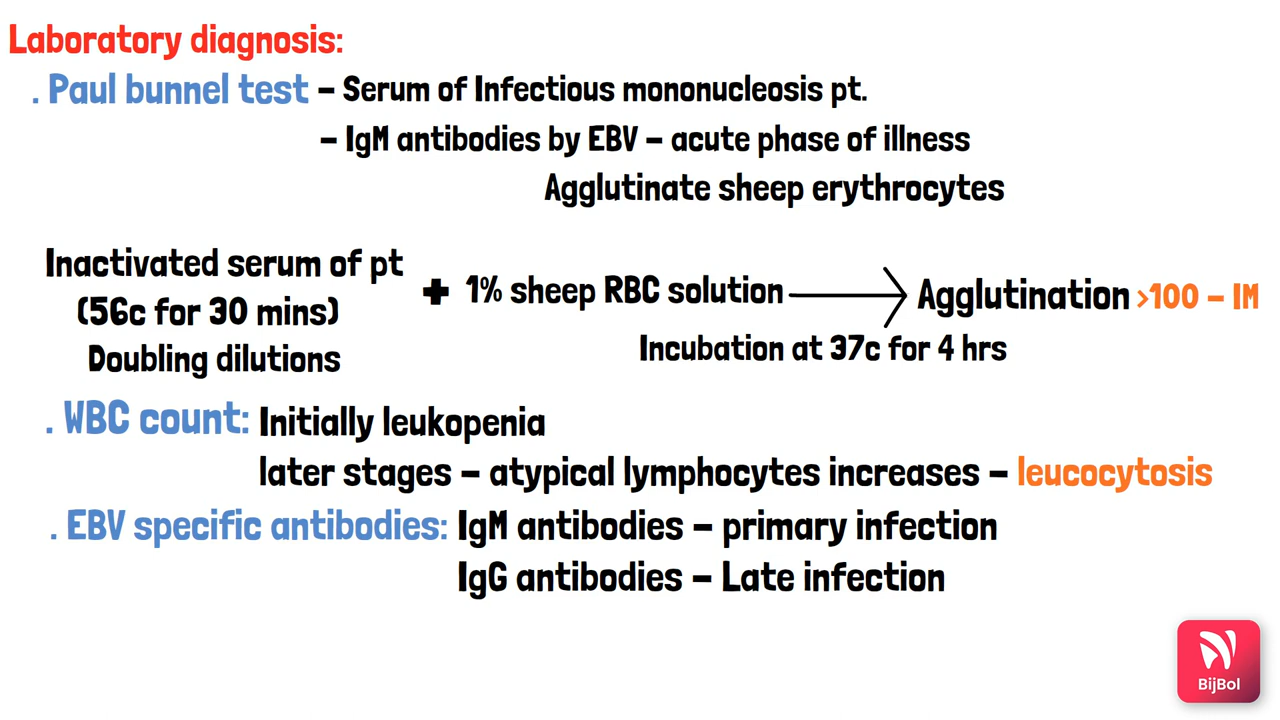 Laboratory diagnosis:
. Paul bunnel test – Serum of Infectious mononucleosis pt.
– IgM antibodies by EBV – acute phase of illness
Agglutinate sheep erythrocytes
Inactivated serum of pt
(56c for 30 mins)
Doubling dilutions
+ 1% sheep RBC solution
Incubation at 37c for 4 hrs
Agglutination >100 – IM
. WBC count: Initially leukopenia
later stages – atypical lymphocytes increases – leucocytosis
. EBV specific antibodies: IgM antibodies – primary infection
IgG antibodies – Late infection
BijBol